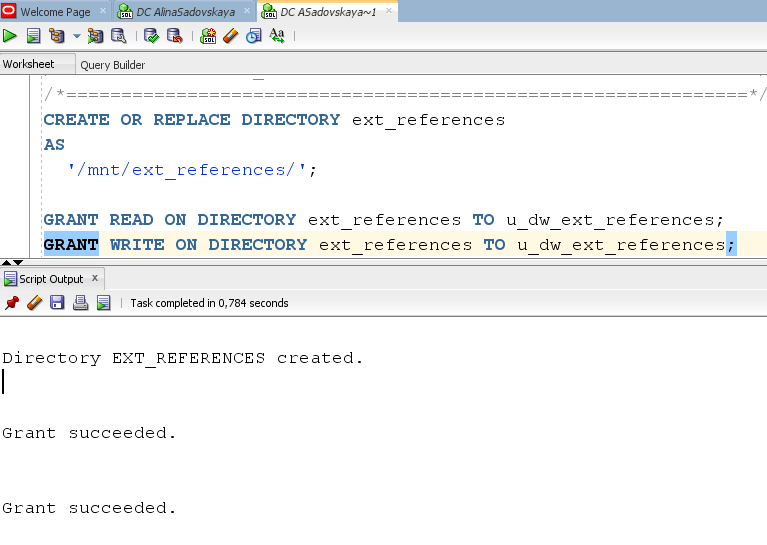 Welcome Page × DC AlinaSadovskaya × DC ASadovskaya~1 ×
Worksheet Query Builder
/*==============================================================*/
CREATE OR REPLACE DIRECTORY ext_references
AS
'/mnt/ext_references/';
GRANT READ ON DIRECTORY ext_references TO u_dw_ext_references;
GRANT WRITE ON DIRECTORY ext_references TO u_dw_ext_references;
Script Output ×
Task completed in 0,784 seconds
Directory EXT_REFERENCES created.
Grant succeeded.
Grant succeeded.